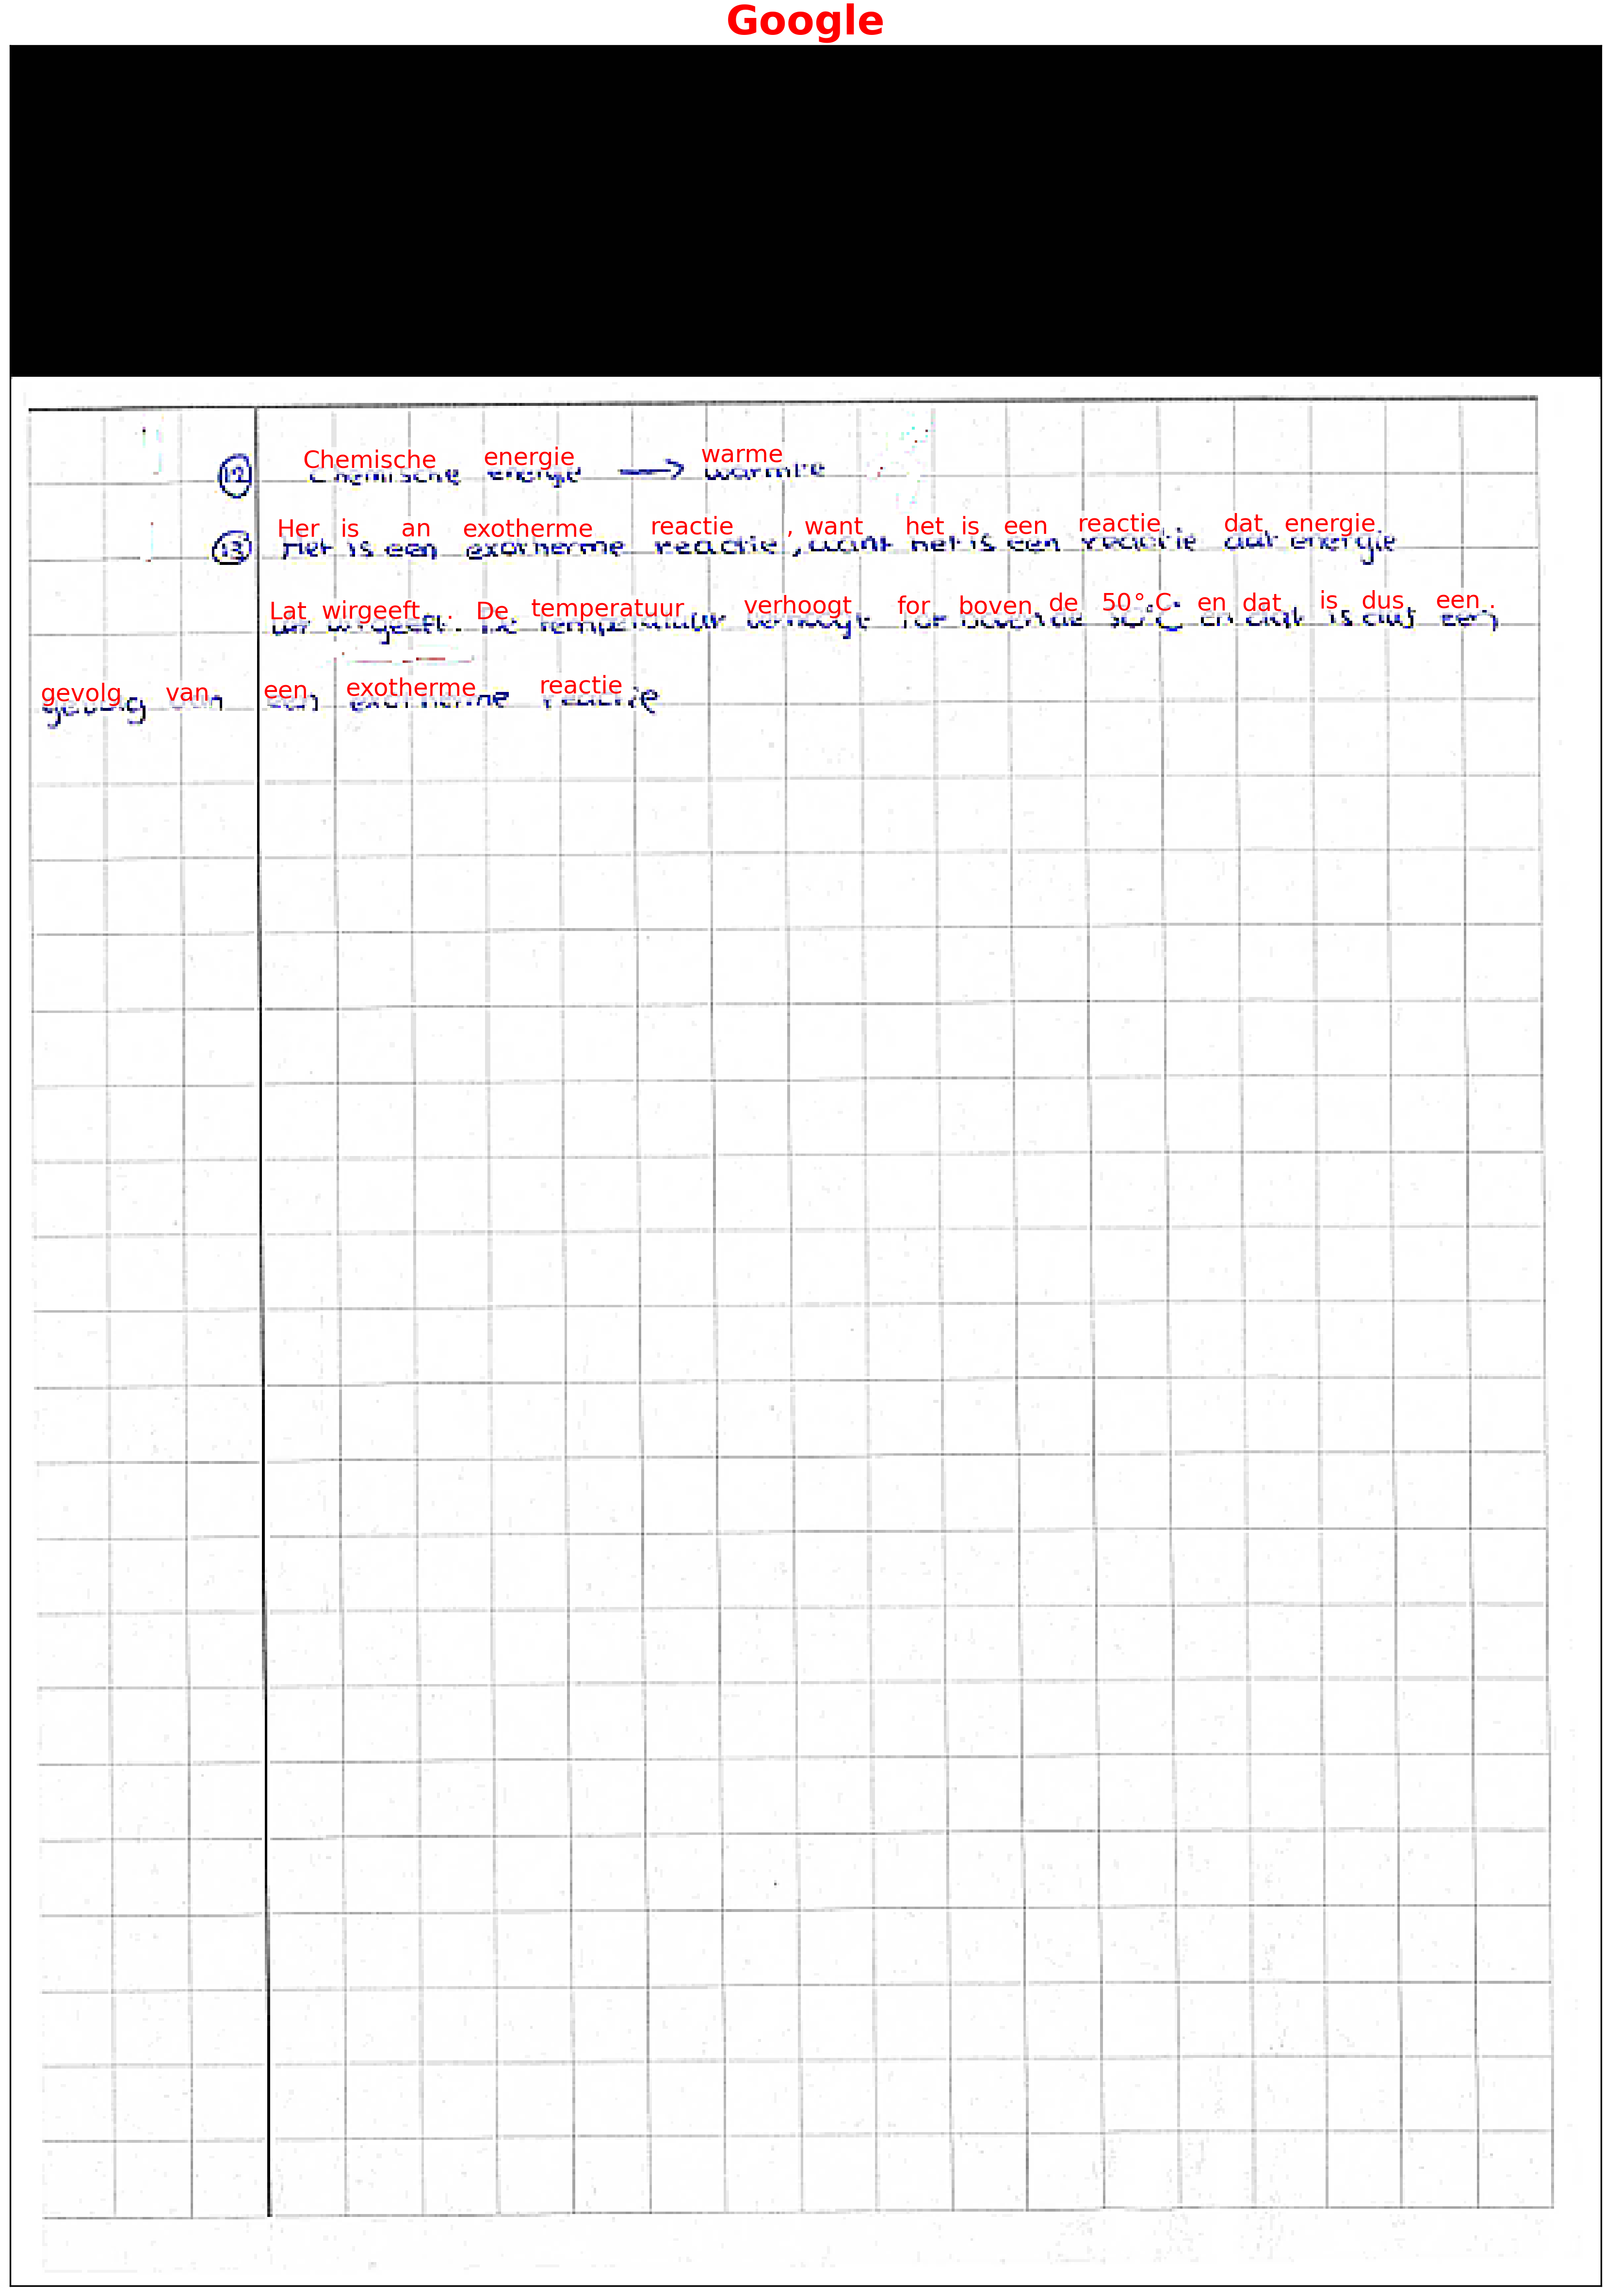 Google
Chemische energie warme
⑫ Chemische energie → warmte
Her is an exotherme reactie , want het is een reactie dat energie
⑬ Het is een exotherme reactie, want het is een reactie dat energie
Lat wirgeeft . De temperatuur verhoogt for boven de 50° C en dat is dus een .
De temperatuur verhoogt tot boven de 50°C en dat is dus een
gevolg van een exotherme reactie
gevolg van een exotherme reactie